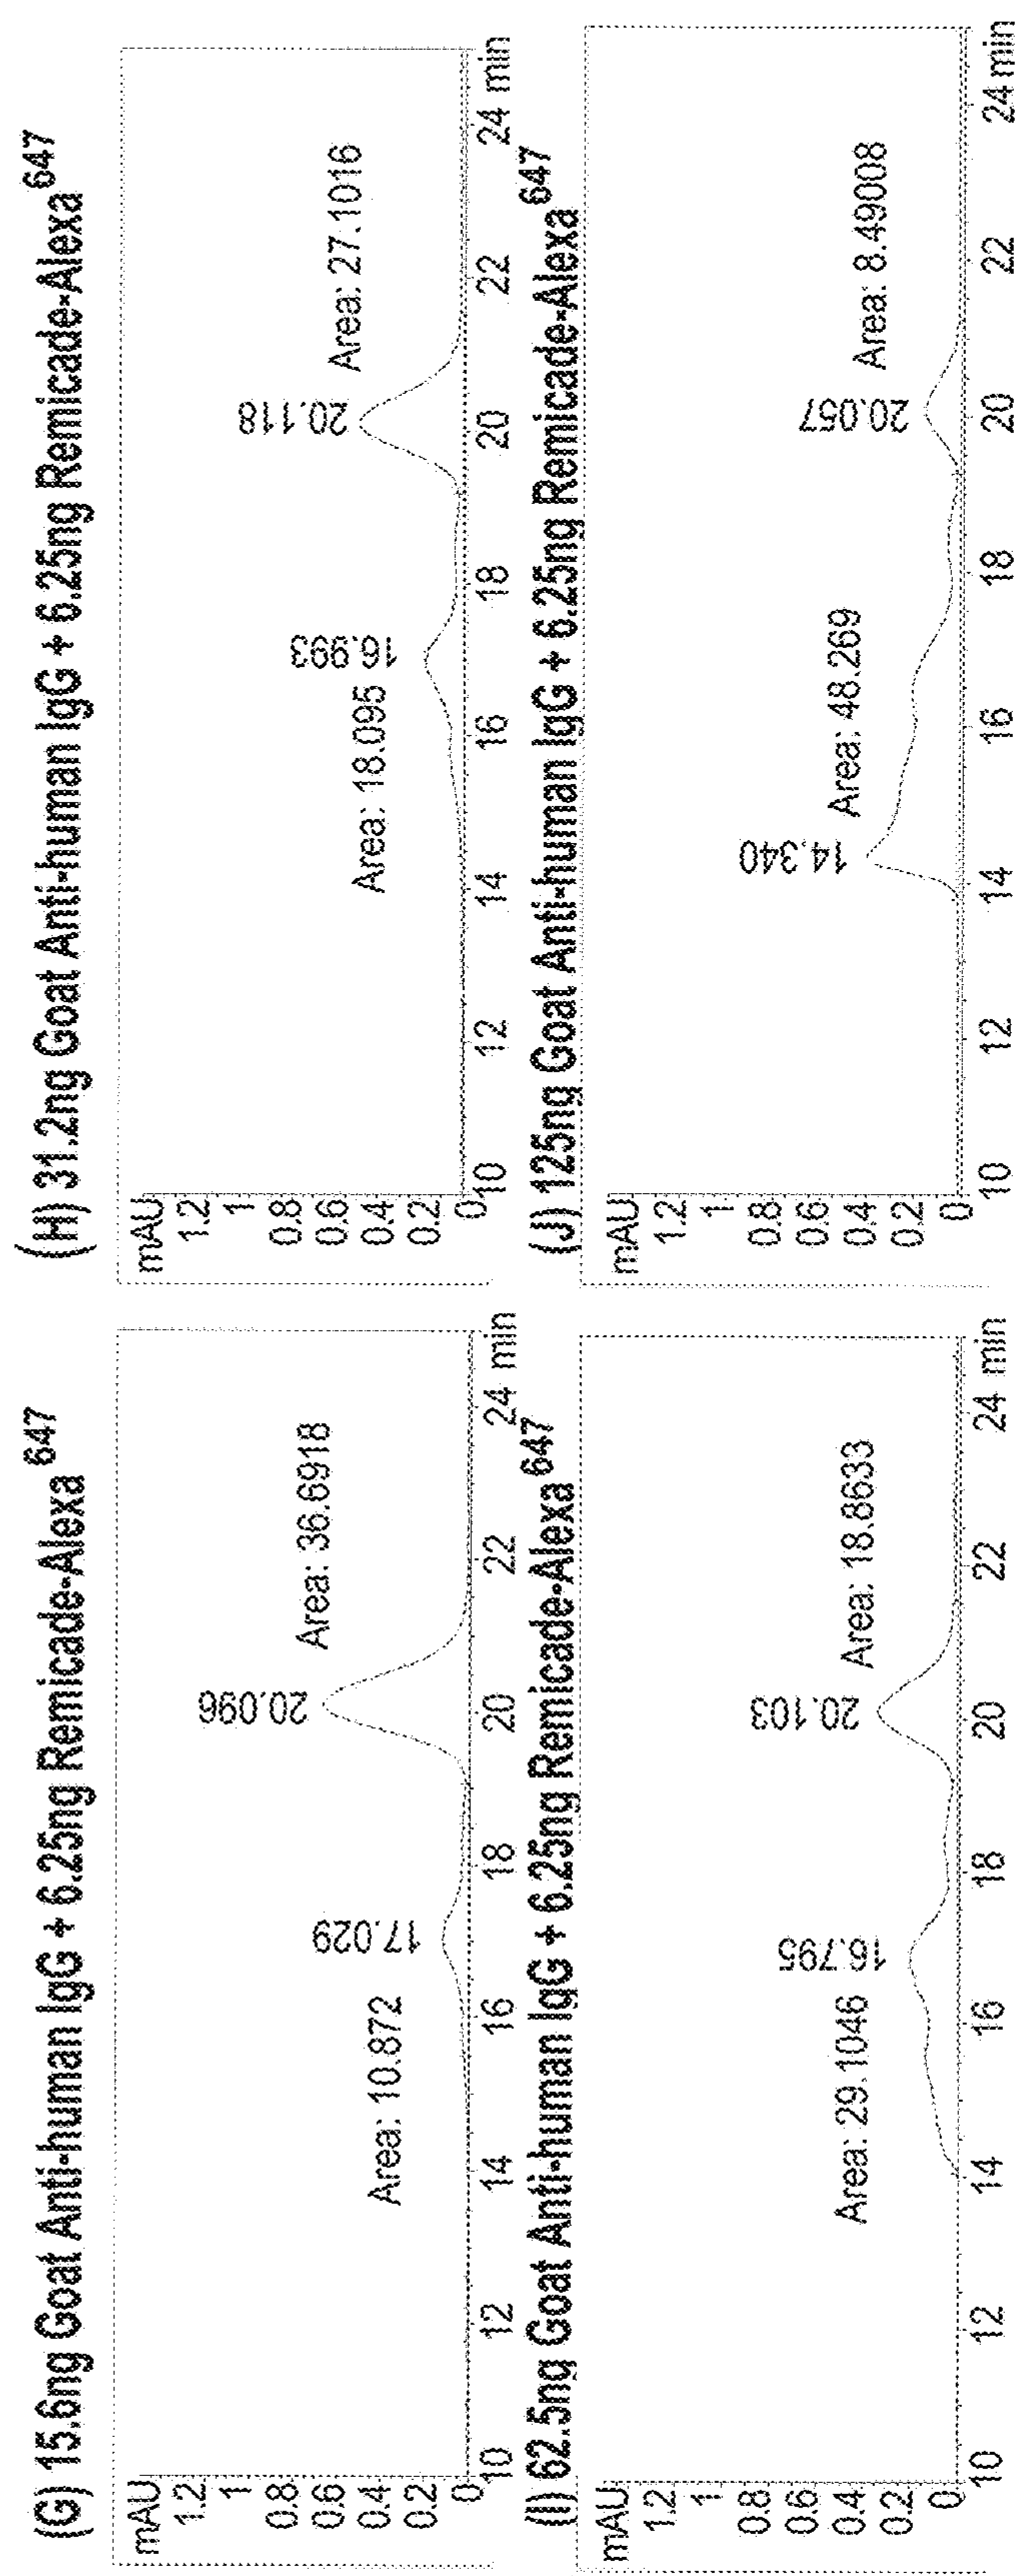 (G) 15.6ng Goat Anti-human IgG + 6.25ng Remicade-Alexa647
mAU
1.2
1
0.8
0.6
0.4
0.2
0
17.029
Area: 10.872
20.096
Area: 36.6918
10 12 14 16 18 20 22 24 min
(H) 31.2ng Goat Anti-human IgG + 6.25ng Remicade-Alexa647
mAU
1.2
1
0.8
0.6
0.4
0.2
0
16.993
Area: 18.095
20.118
Area: 27.1016
10 12 14 16 18 20 22 24 min
(I) 62.5ng Goat Anti-human IgG + 6.25ng Remicade-Alexa647
mAU
1.2
1
0.8
0.6
0.4
0.2
0
16.795
Area: 29.1046
20.103
Area: 18.8633
10 12 14 16 18 20 22 24 min
(J) 125ng Goat Anti-human IgG + 6.25ng Remicade-Alexa647
mAU
1.2
1
0.8
0.6
0.4
0.2
0
14.340
Area: 48.269
20.057
Area: 8.49008
10 12 14 16 18 20 22 24 min